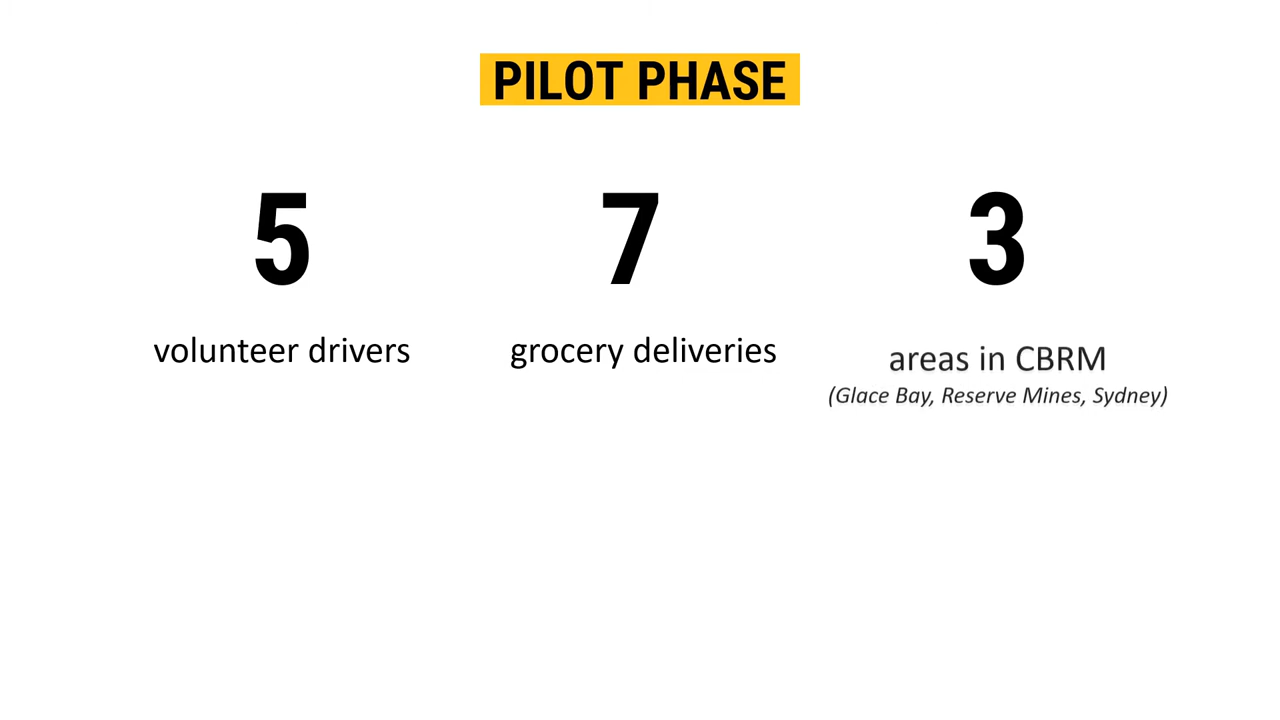 PILOT PHASE
5
volunteer drivers
7
grocery deliveries
3
areas in CBRM
(Glace Bay, Reserve Mines, Sydney)